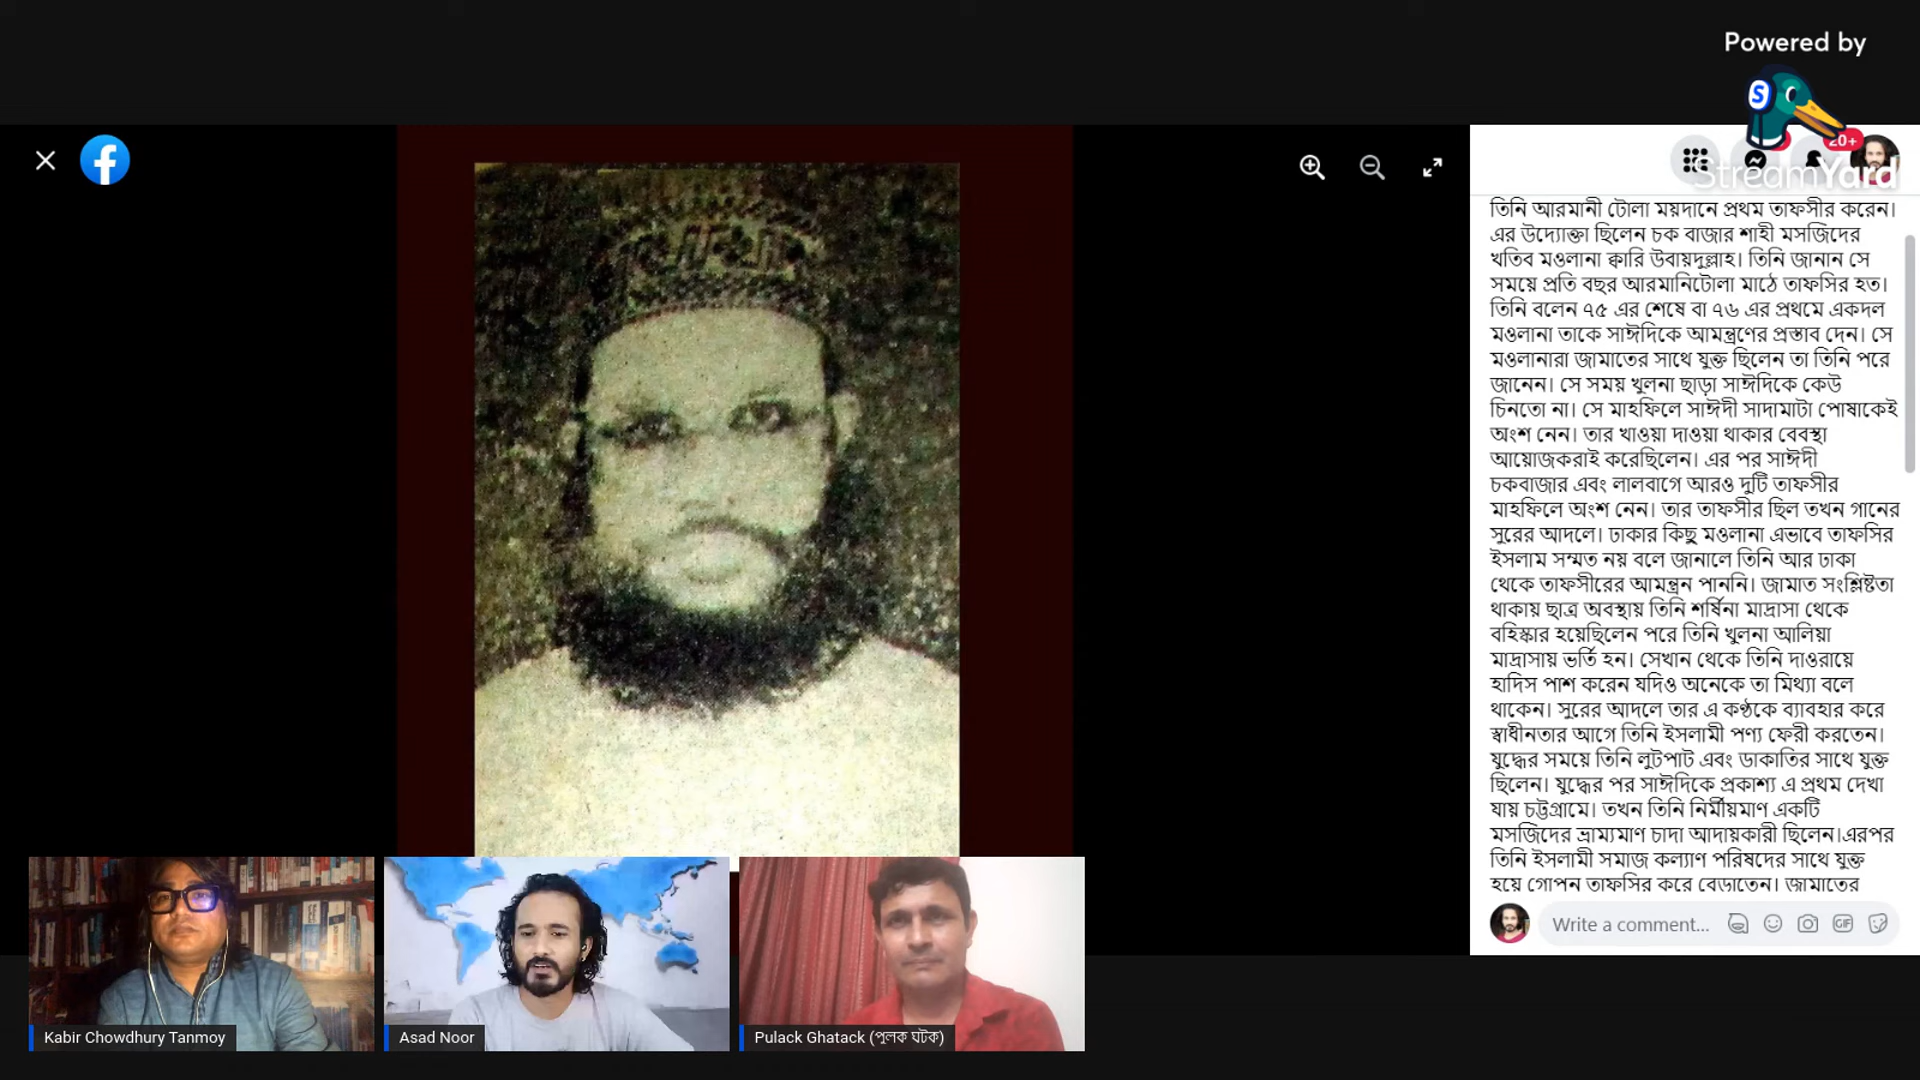 Powered by
StreamYard
20+
তিনি আরমানী টোলা ময়দানে প্রথম তাফসীর করেন।
এর উদ্যোক্তা ছিলেন চক বাজার শাহী মসজিদের
খতিব মওলানা ক্বারি উবায়দুল্লাহ। তিনি জানান সে
সময়ে প্রতি বছর আরমানিটোলা মাঠে তাফসির হত।
তিনি বলেন ৭৫ এর শেষে বা ৭৬ এর প্রথমে একদল
মওলানা তাকে সাঈদিকে আমন্ত্রণের প্রস্তাব দেন। সে
মওলানারা জামাতের সাথে যুক্ত ছিলেন তা তিনি পরে
জানেন। সে সময় খুলনা ছাড়া সাঈদিকে কেউ
চিনতো না। সে মাহফিলে সাঈদী সাদামাটা পোষাকেই
অংশ নেন। তার খাওয়া দাওয়া থাকার বেবস্থা
আয়োজকরাই করেছিলেন। এর পর সাঈদী
চকবাজার এবং লালবাগে আরও দুটি তাফসীর
মাহফিলে অংশ নেন। তার তাফসীর ছিল তখন গানের
সুরের আদলে। ঢাকার কিছু মওলানা এভাবে তাফসির
ইসলাম সম্মত নয় বলে জানালে তিনি আর ঢাকা
থেকে তাফসীরের আমন্ত্রন পাননি। জামাত সংশ্লিষ্টতা
থাকায় ছাত্র অবস্থায় তিনি শর্ষিনা মাদ্রাসা থেকে
বহিস্কার হয়েছিলেন পরে তিনি খুলনা আলিয়া
মাদ্রাসায় ভর্তি হন। সেখান থেকে তিনি দাওরায়ে
হাদিস পাশ করেন যদিও অনেকে তা মিথ্যা বলে
থাকেন। সুরের আদলে তার এ কণ্ঠকে ব্যাবহার করে
স্বাধীনতার আগে তিনি ইসলামী পণ্য ফেরী করতেন।
যুদ্ধের সময়ে তিনি লুটপাট এবং ডাকাতির সাথে যুক্ত
ছিলেন। যুদ্ধের পর সাঈদিকে প্রকাশ্য এ প্রথম দেখা
যায় চট্টগ্রামে। তখন তিনি নির্মীয়মাণ একটি
মসজিদের ভ্রাম্যমাণ চাদা আদায়কারী ছিলেন।এরপর
তিনি ইসলামী সমাজ কল্যাণ পরিষদের সাথে যুক্ত
হয়ে গোপন তাফসির করে বেড়াতেন। জামাতের
Write a comment...
GIF
Kabir Chowdhury Tanmoy
Asad Noor
Pulack Ghatack (পুলক ঘটক)